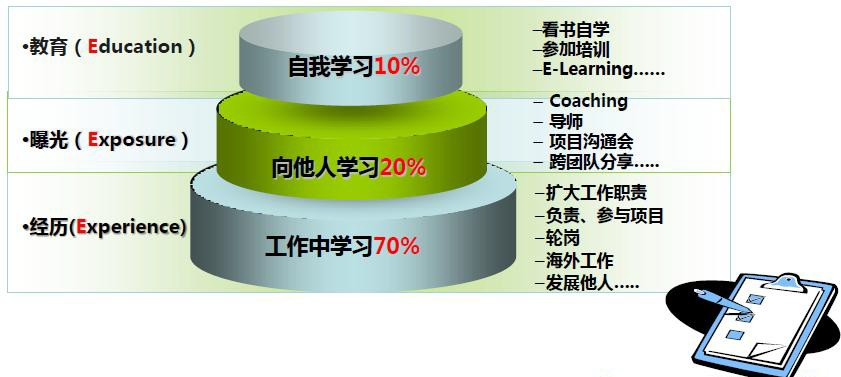 •教育（Education）
自我学习10%
–看书自学
–参加培训
–E-Learning……
•曝光（Exposure）
向他人学习20%
– Coaching
– 导师
– 项目沟通会
– 跨团队分享…..
•经历(Experience)
工作中学习70%
–扩大工作职责
–负责、参与项目
–轮岗
–海外工作
–发展他人…..